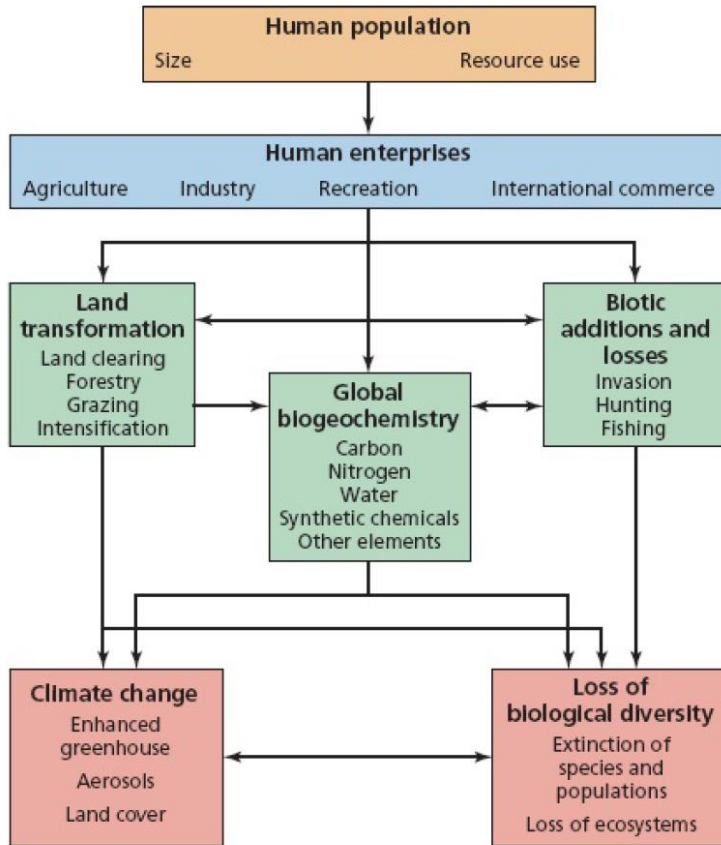 Human population
Size Resource use
Human enterprises
Agriculture Industry Recreation International commerce
Land
transformation
Land clearing
Forestry
Grazing
Intensification
Global
biogeochemistry
Carbon
Nitrogen
Water
Synthetic chemicals
Other elements
Biotic
additions and
losses
Invasion
Hunting
Fishing
Climate change
Enhanced
greenhouse
Aerosols
Land cover
Loss of
biological diversity
Extinction of
species and
populations
Loss of ecosystems